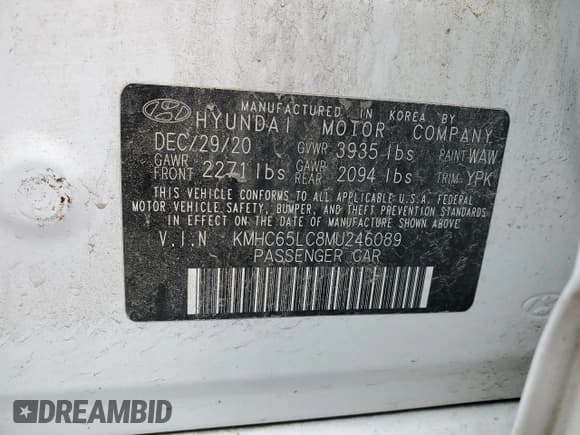 MANUFACTURED IN KOREA BY
HYUNDAI MOTOR COMPANY
DEC/29/20 GVWR 3935 lbs PAINT WAW
GAWR FRONT 2271 lbs GAWR REAR 2094 lbs TRIM YPK
THIS VEHICLE CONFORMS TO ALL APPLICABLE U.S.A. FEDERAL
MOTOR VEHICLE SAFETY, BUMPER, AND THEFT PREVENTION STANDARDS
IN EFFECT ON THE DATE OF MANUFACTURE SHOWN ABOVE
V.I.N KMHC65LC8MU246089
PASSENGER CAR
DREAMBID